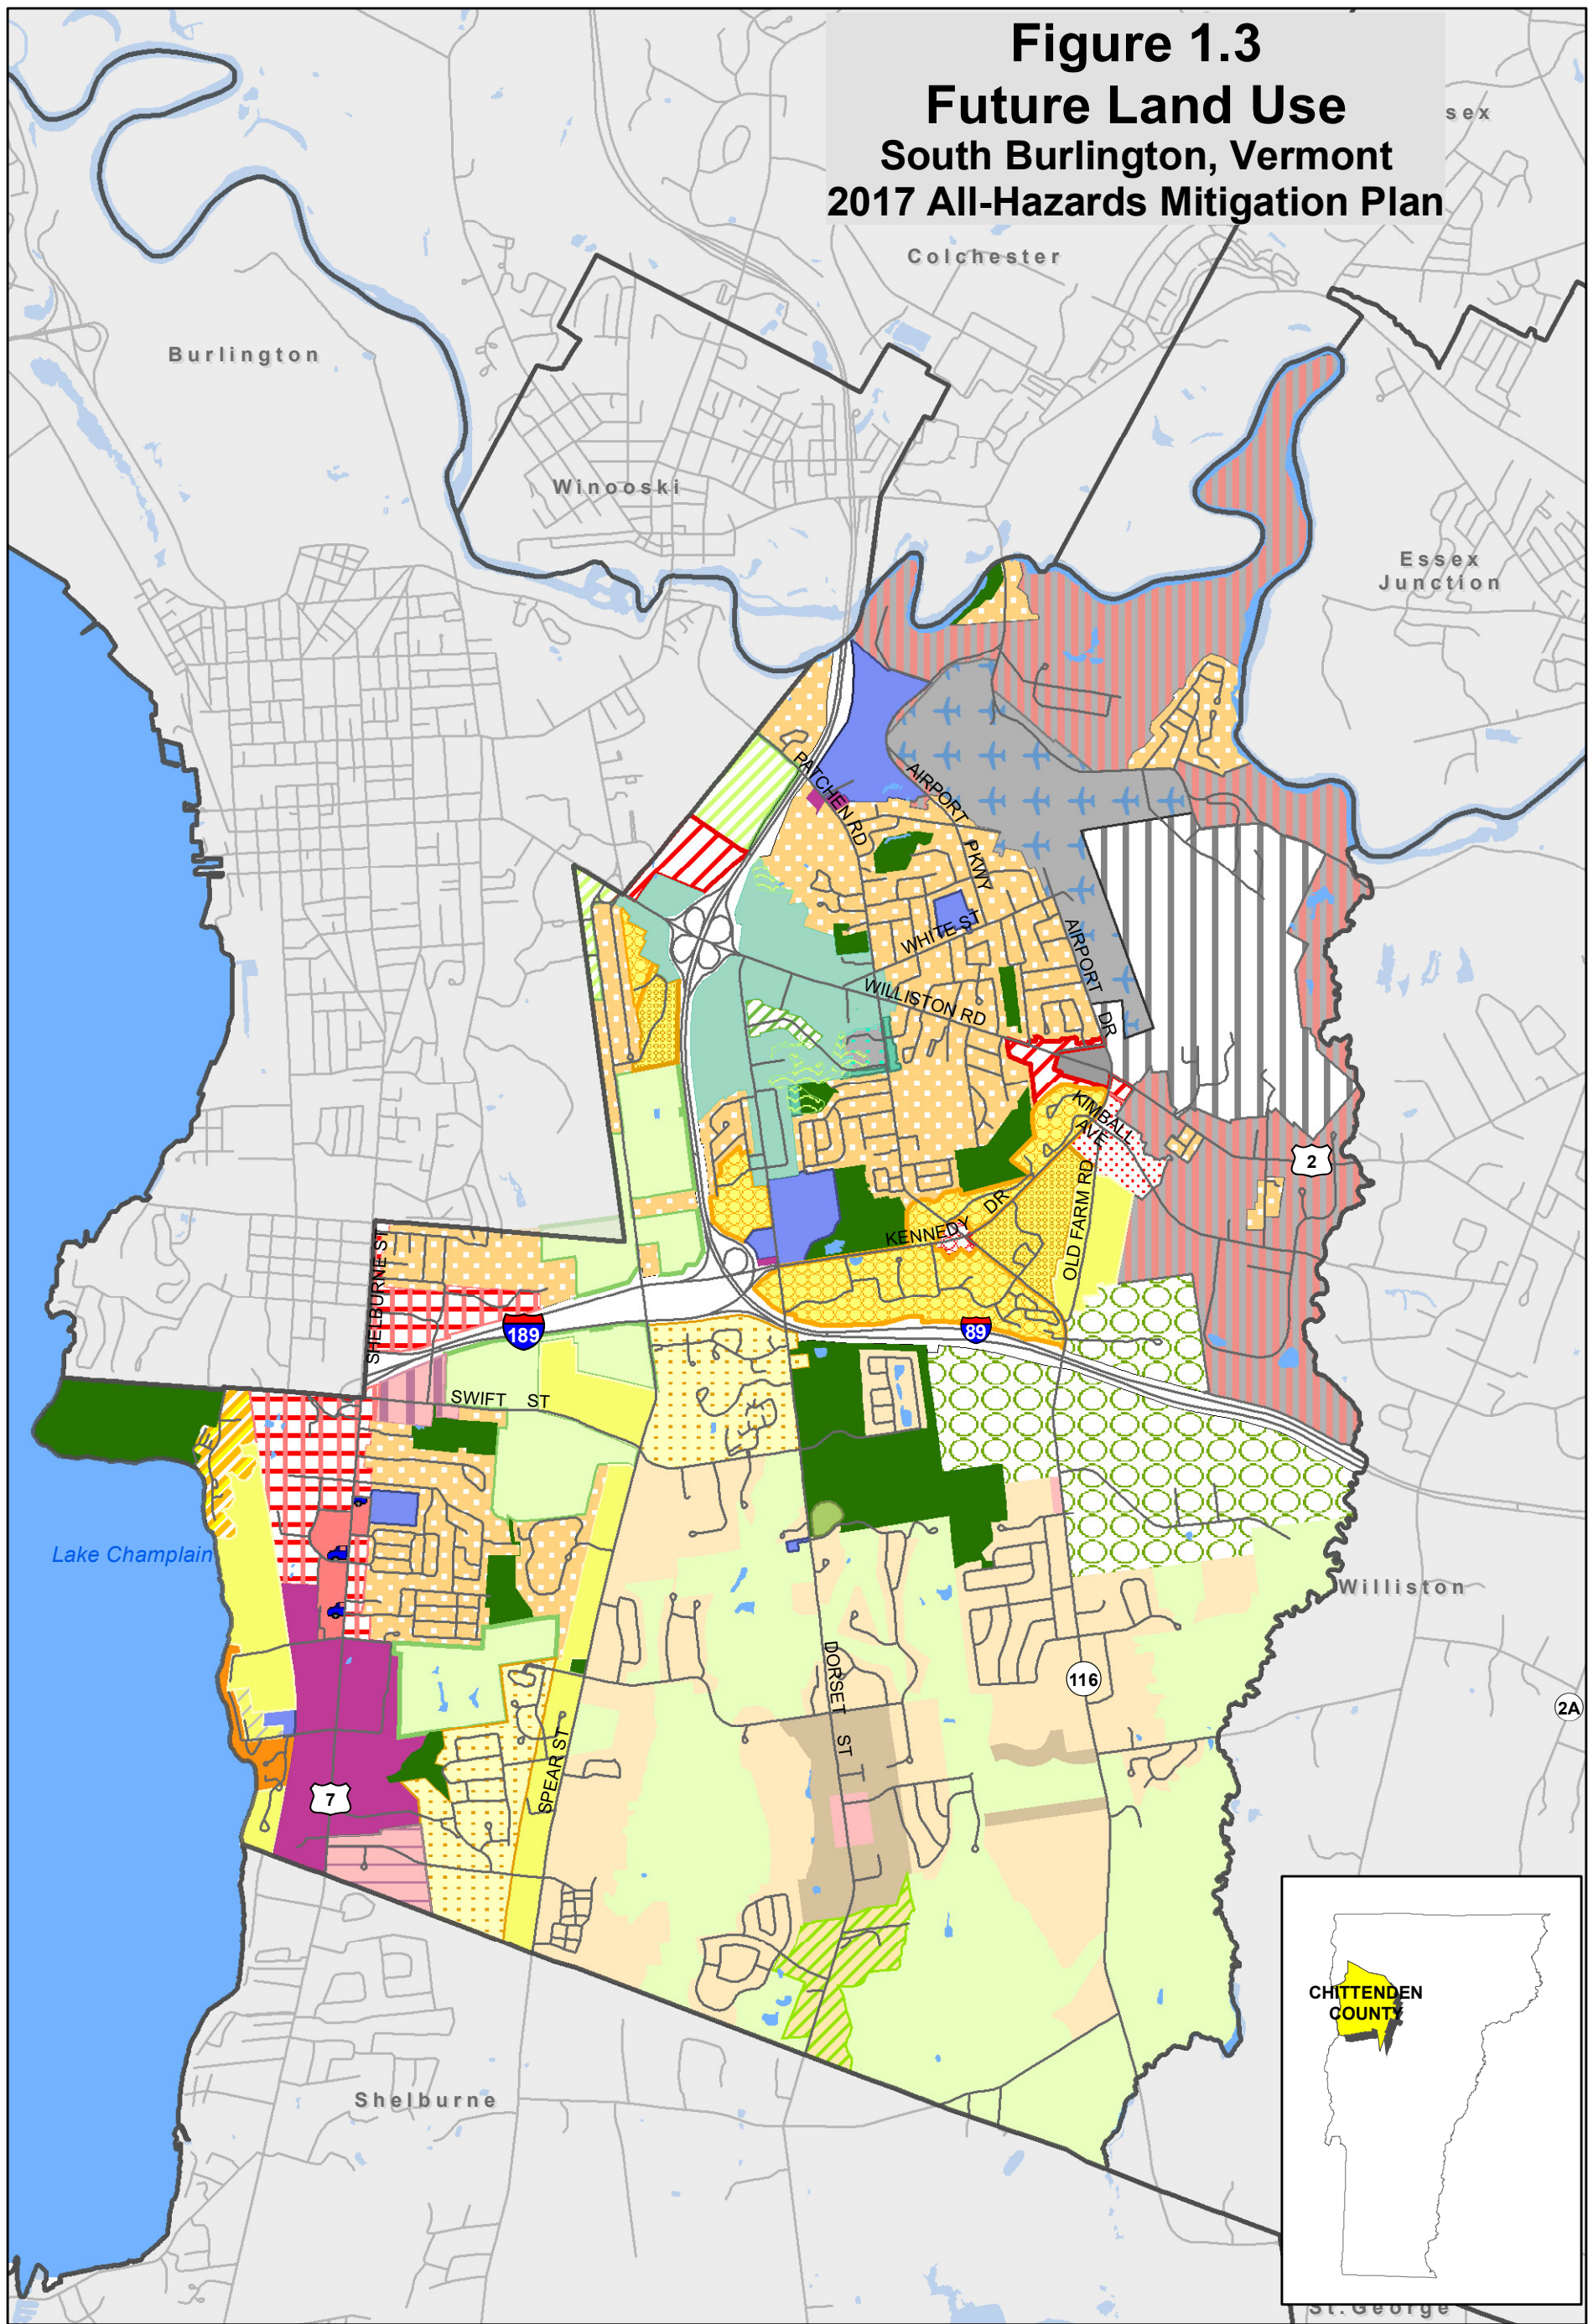 Figure 1.3
Future Land Use
South Burlington, Vermont
2017 All-Hazards Mitigation Plan
sex
Colchester
Burlington
Winooski
Essex
Junction
PATCHEN RD
AIRPORT
PKWY
WHITE ST
AIRPORT
DR
WILLISTON RD
KIMBALL
AVE
2
OLD FARM RD
KENNEDY
DR
SHELBURNE ST
189
89
SWIFT ST
Lake Champlain
Williston
DORSET
ST
116
2A
SPEAR ST
7
CHITTENDEN
COUNTY
Shelburne
St. George